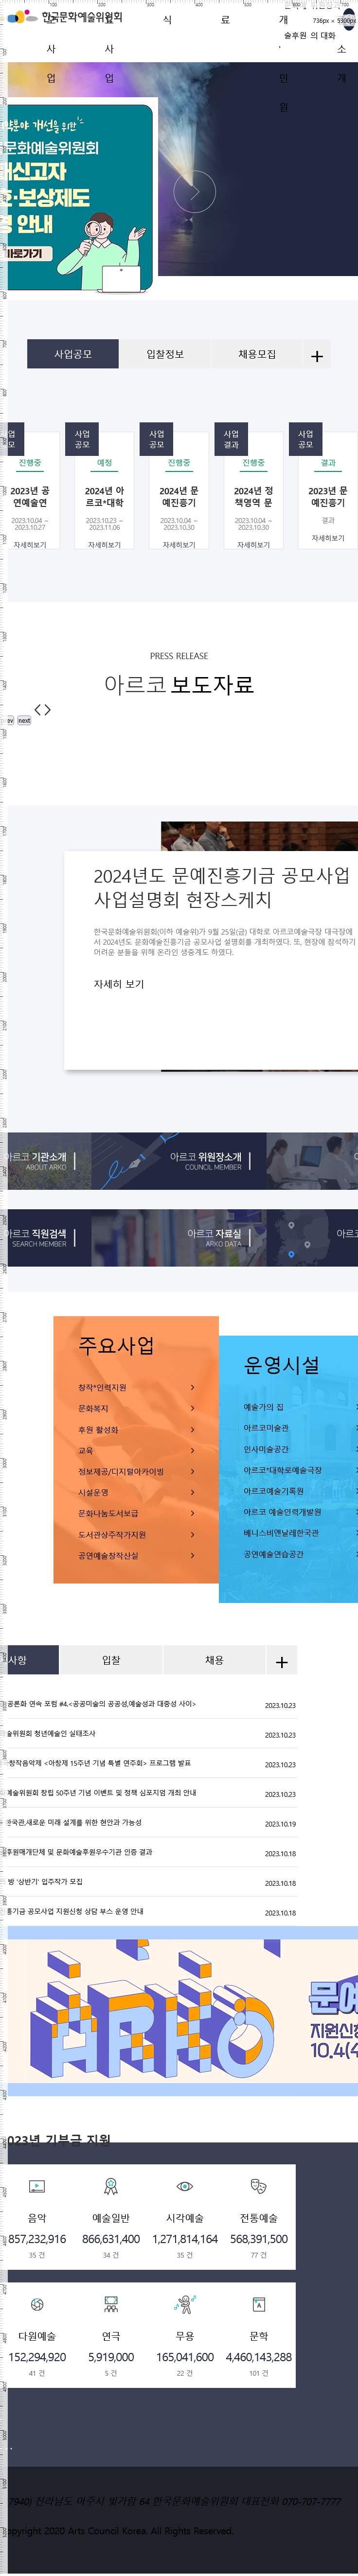 한국문화예술위원회
736px × 5300px
술후원 의 대화
식
료
개
사
사
소
업
업
민
개
원
약분야 개선을 위한
문화예술위원회
내신고자
바로가기
사업공모
입찰정보
채용모집
+
사업
공모
사업
공모
사업
결과
사업
공모
진행중
예정
진행중
진행중
결과
2023년 공
연예술연
2024년 아
르코*대학
2024년 문
예진흥기
2024년 정
책영역 문
2023년 문
예진흥기
2023.10.04 ~
2023.10.27
2023.10.23 ~
2023.11.06
2023.10.04 ~
2023.10.30
2023.10.04 ~
2023.10.30
결과
자세히보기
자세히보기
자세히보기
자세히보기
자세히보기
PRESS RELEASE
아르코 보도자료
next
2024년도 문예진흥기금 공모사업
사업설명회 현장스케치
한국문화예술위원회(이하 예술위)가 9월 25일(금) 대학로 아르코예술극장 대극장에
서 2024년도 문화예술진흥기금 공모사업 설명회를 개최하였다. 또, 현장에 참석하기
어려운 분들을 위해 온라인 생중계도 하였다.
자세히 보기
아르코 기관소개
ABOUT ARKO
아르코 위원장소개
COUNCIL MEMBER
아르코 직원검색
SEARCH MEMBER
아르코 자료실
ARKO DATA
아르코
주요사업
창작*인력지원
문화복지
후원 활성화
교육
정보제공/디지털아카이빙
시설운영
문화나눔도서보급
도서관상주작가지원
공연예술창작산실
운영시설
예술가의 집
아르코미술관
인사미술공간
아르코*대학로예술극장
아르코예술기록원
아르코 예술인력개발원
베니스비엔날레한국관
공연예술연습공간
사항
입찰
채용
+
공론화 연속 포럼 #4.<공공미술의 공공성,예술성과 대중성 사이>
2023.10.23
술위원회 청년예술인 실태조사
2023.10.23
창작음악제 <아창제 15주년 기념 특별 연주회> 프로그램 발표
2023.10.23
예술위원회 창립 50주년 기념 이벤트 및 정책 심포지엄 개최 안내
2023.10.23
한국관,새로운 미래 설계를 위한 현안과 가능성
2023.10.19
후원매개단체 및 문화예술후원우수기관 인증 결과
2023.10.18
방 '상반기' 입주작가 모집
2023.10.18
흥기금 공모사업 지원신청 상담 부스 운영 안내
2023.10.18
ARKO
문예
지원신청
10.4(
023년 기부금 지원
음악
857,232,916
35 건
예술일반
866,631,400
34 건
시각예술
1,271,814,164
35 건
전통예술
568,391,500
77 건
다원예술
152,294,920
41 건
연극
5,919,000
5 건
무용
165,041,600
22 건
문학
4,460,143,288
101 건
7940) 전라남도 나주시 빛가람 64 한국문화예술위원회 대표전화 070-707-7777
opyright 2020 Arts Council Korea. All Rights Reserved.